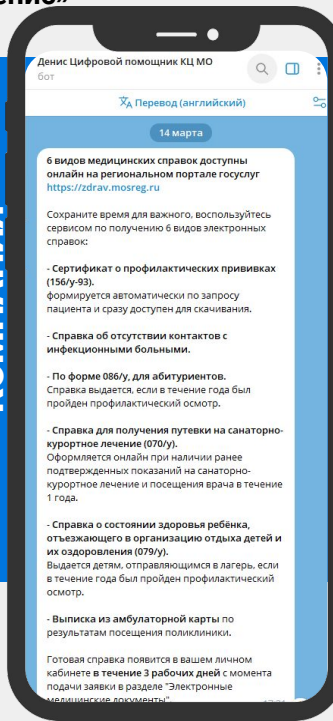 Денис Цифровой помощник КЦ МО
бот
Перевод (английский)
14 марта
6 видов медицинских справок доступны
онлайн на региональном портале госуслуг
https://zdrav.mosreg.ru
Сохраните время для важного, воспользуйтесь
сервисом по получению 6 видов электронных
справок:
- Сертификат о профилактических прививках
(156/у-93).
формируется автоматически по запросу
пациента и сразу доступен для скачивания.
- Справка об отсутствии контактов с
инфекционными больными.
- По форме 086/у, для абитуриентов.
Справка выдается, если в течение года был
пройден профилактический осмотр.
- Справка для получения путевки на санаторно-
курортное лечение (070/у).
Оформляется онлайн при наличии ранее
подтвержденных показаний на санаторно-
курортное лечение и посещения врача в течение
1 года.
- Справка о состоянии здоровья ребёнка,
отъезжающего в организацию отдыха детей и
их оздоровления (079/у).
Выдается детям, отправляющимся в лагерь, если
в течение года был пройден профилактический
осмотр.
- Выписка из амбулаторной карты по
результатам посещения поликлиники.
Готовая справка появится в вашем личном
кабинете в течение 3 рабочих дней с момента
подачи заявки в разделе "Электронные
медицинские документы".